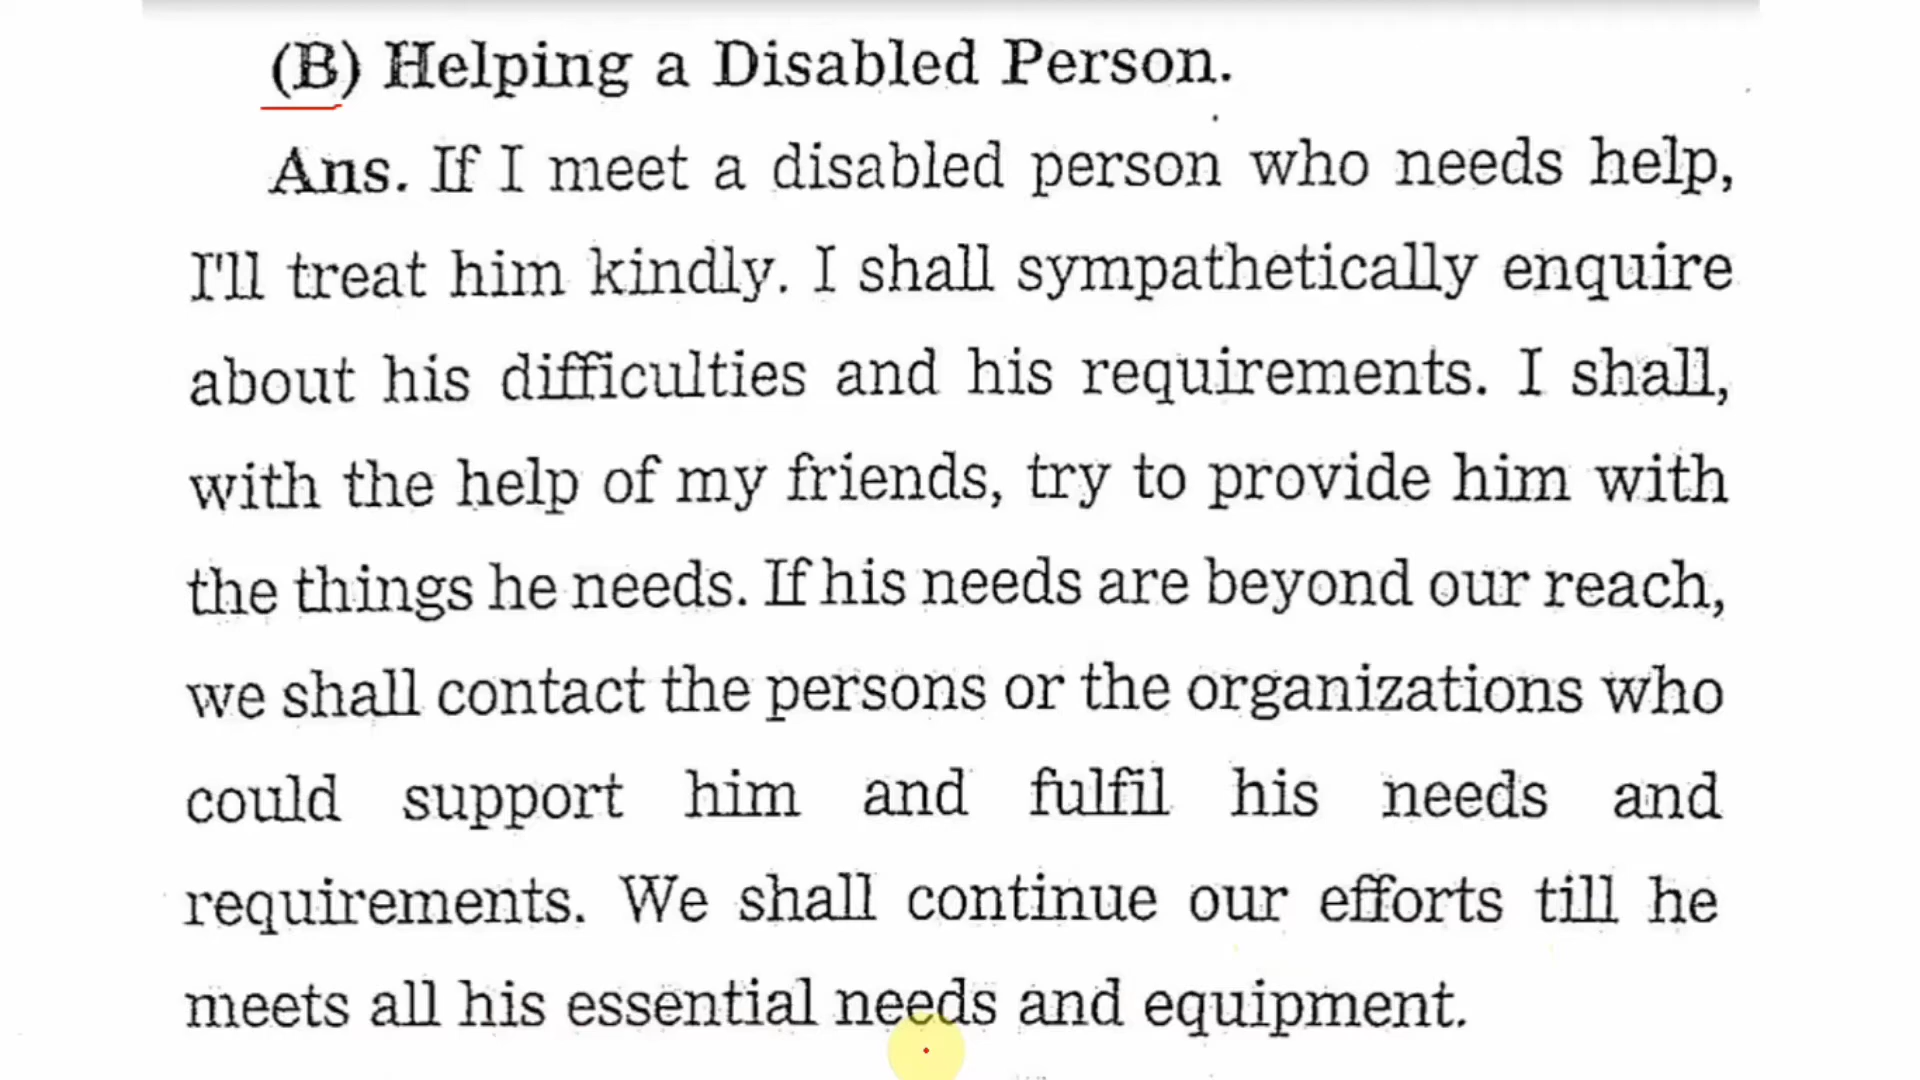 (B) Helping a Disabled Person.
Ans. If I meet a disabled person who needs help,
I'll treat him kindly. I shall sympathetically enquire
about his difficulties and his requirements. I shall,
with the help of my friends, try to provide him with
the things he needs. If his needs are beyond our reach,
we shall contact the persons or the organizations who
could support him and fulfil his needs and
requirements. We shall continue our efforts till he
meets all his essential needs and equipment.